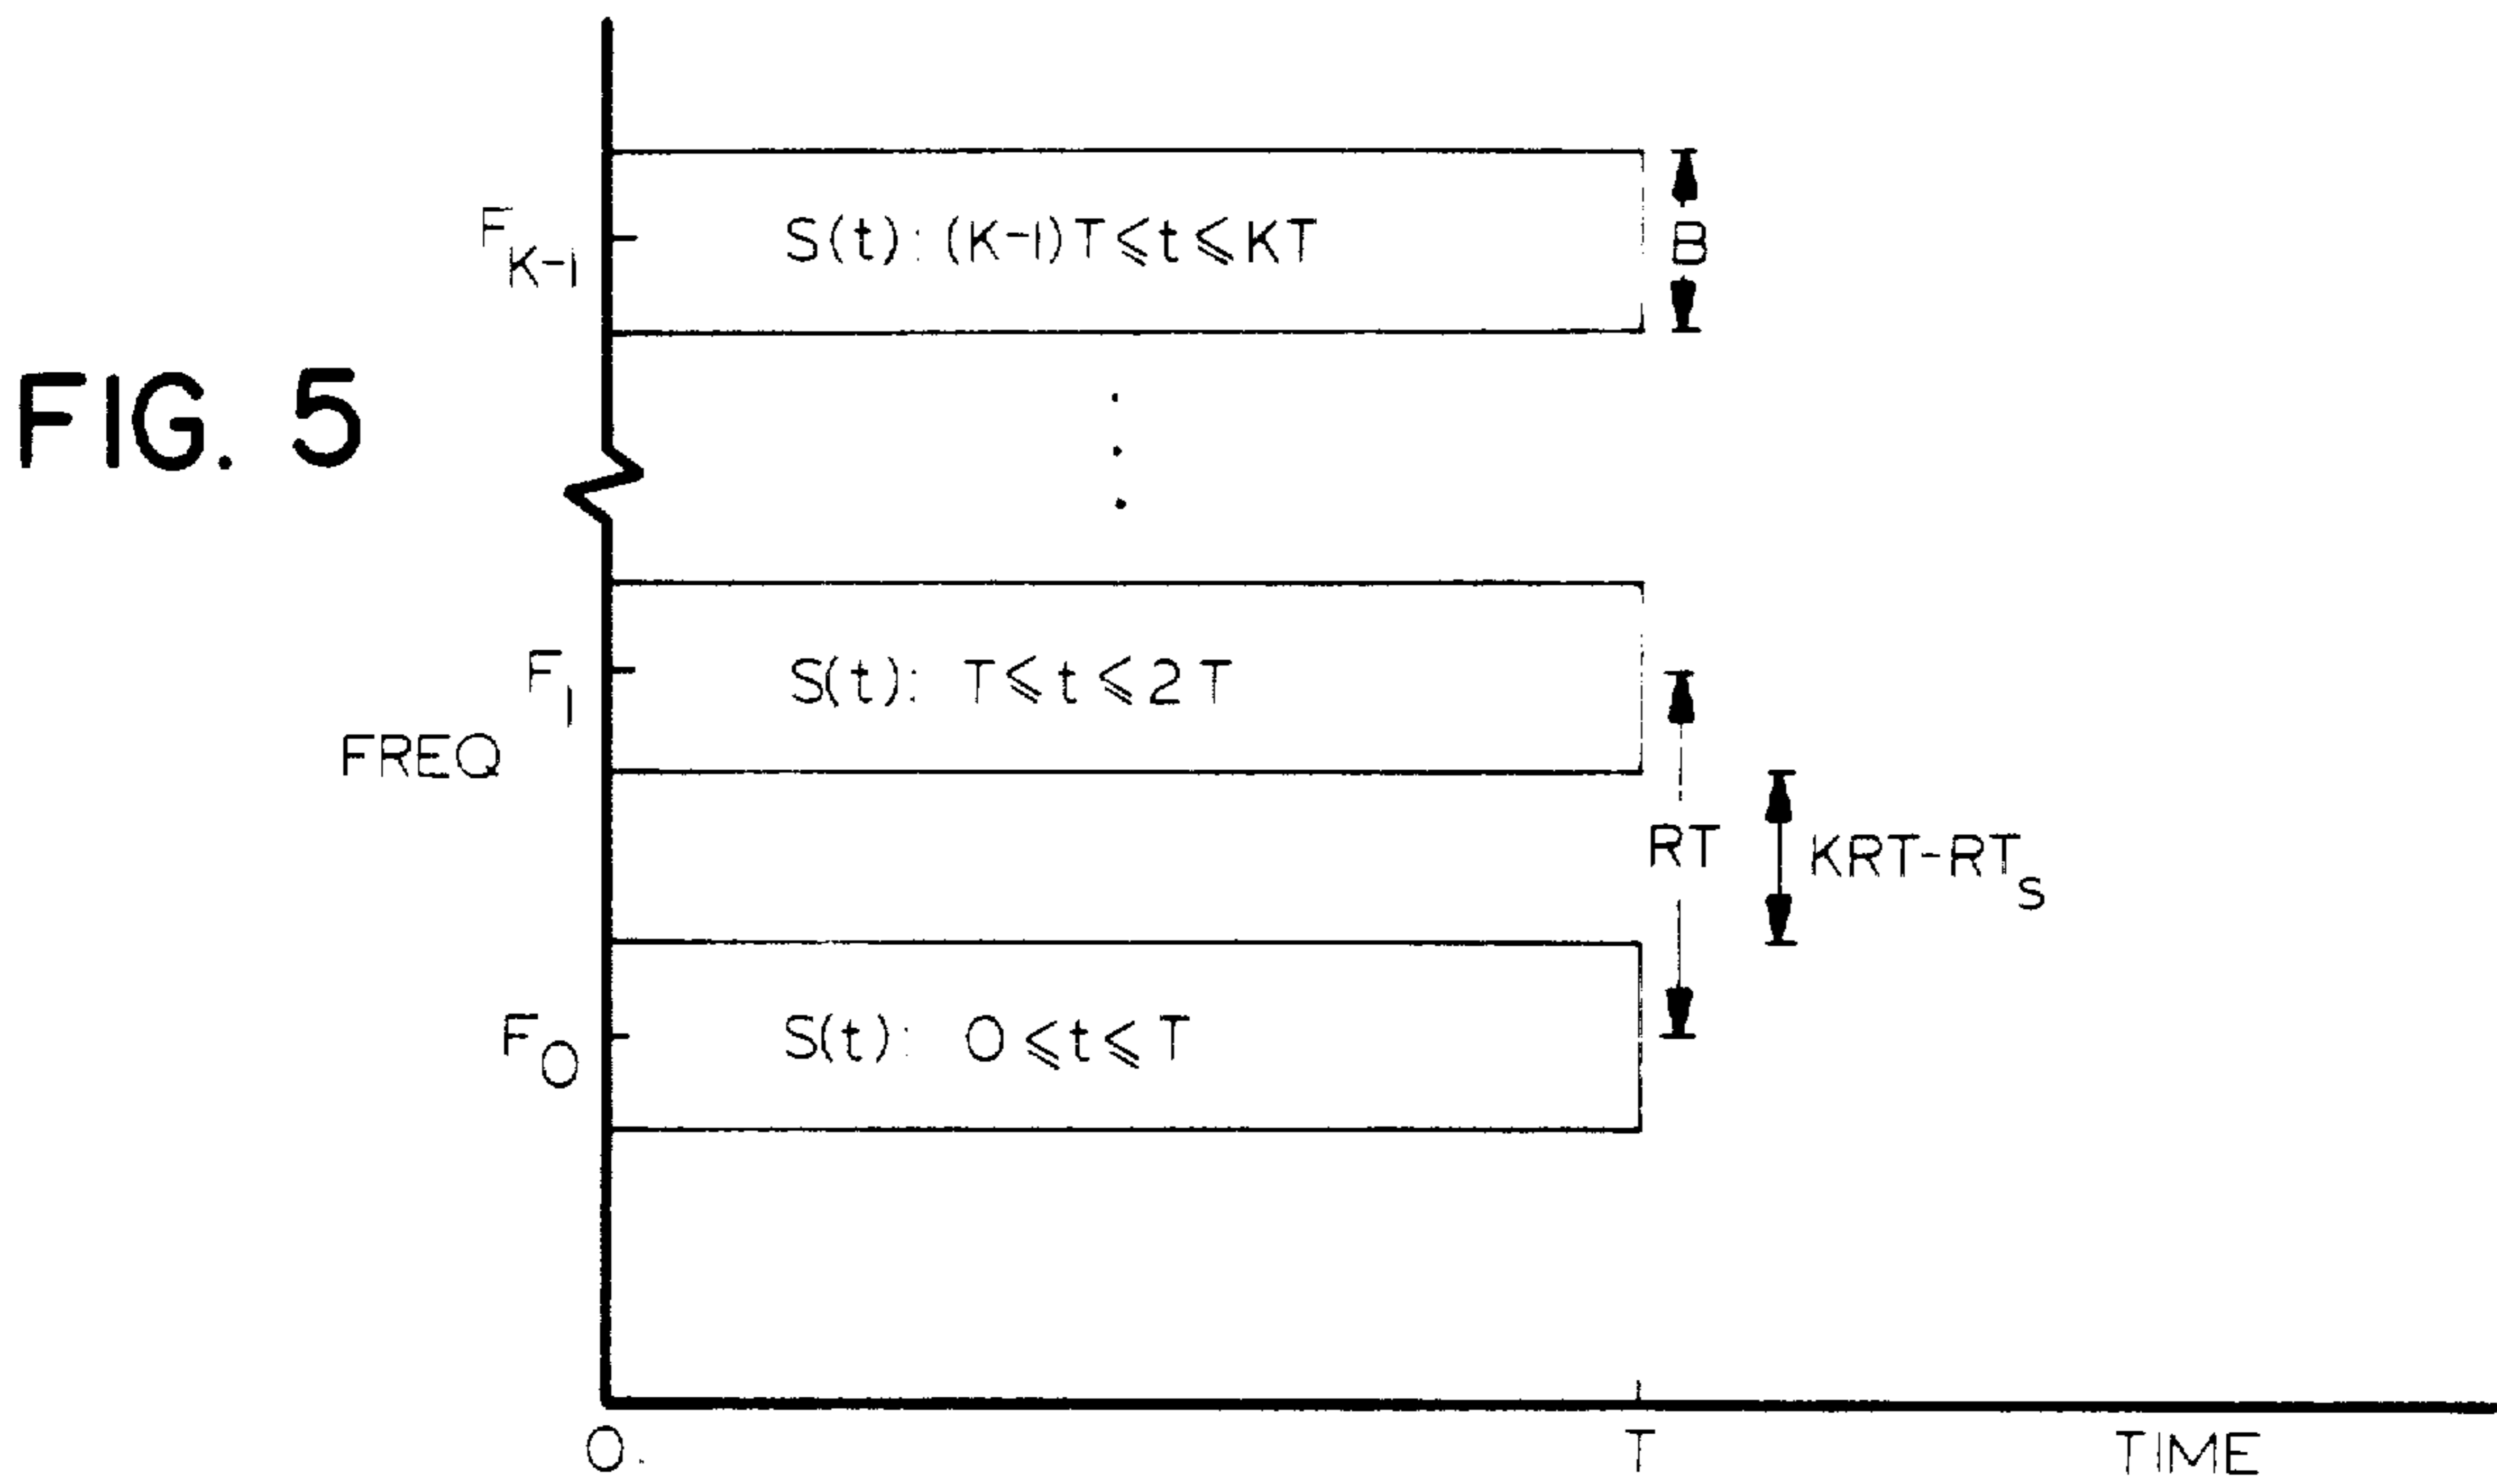 F_{K-1}
S(t): (K-1)T⩽t⩽KT
B
FIG. 5
F_1
S(t): T⩽t⩽2T
FREQ
RT
KRT-RT_S
F_0
S(t): 0⩽t⩽T
0
T
TIME